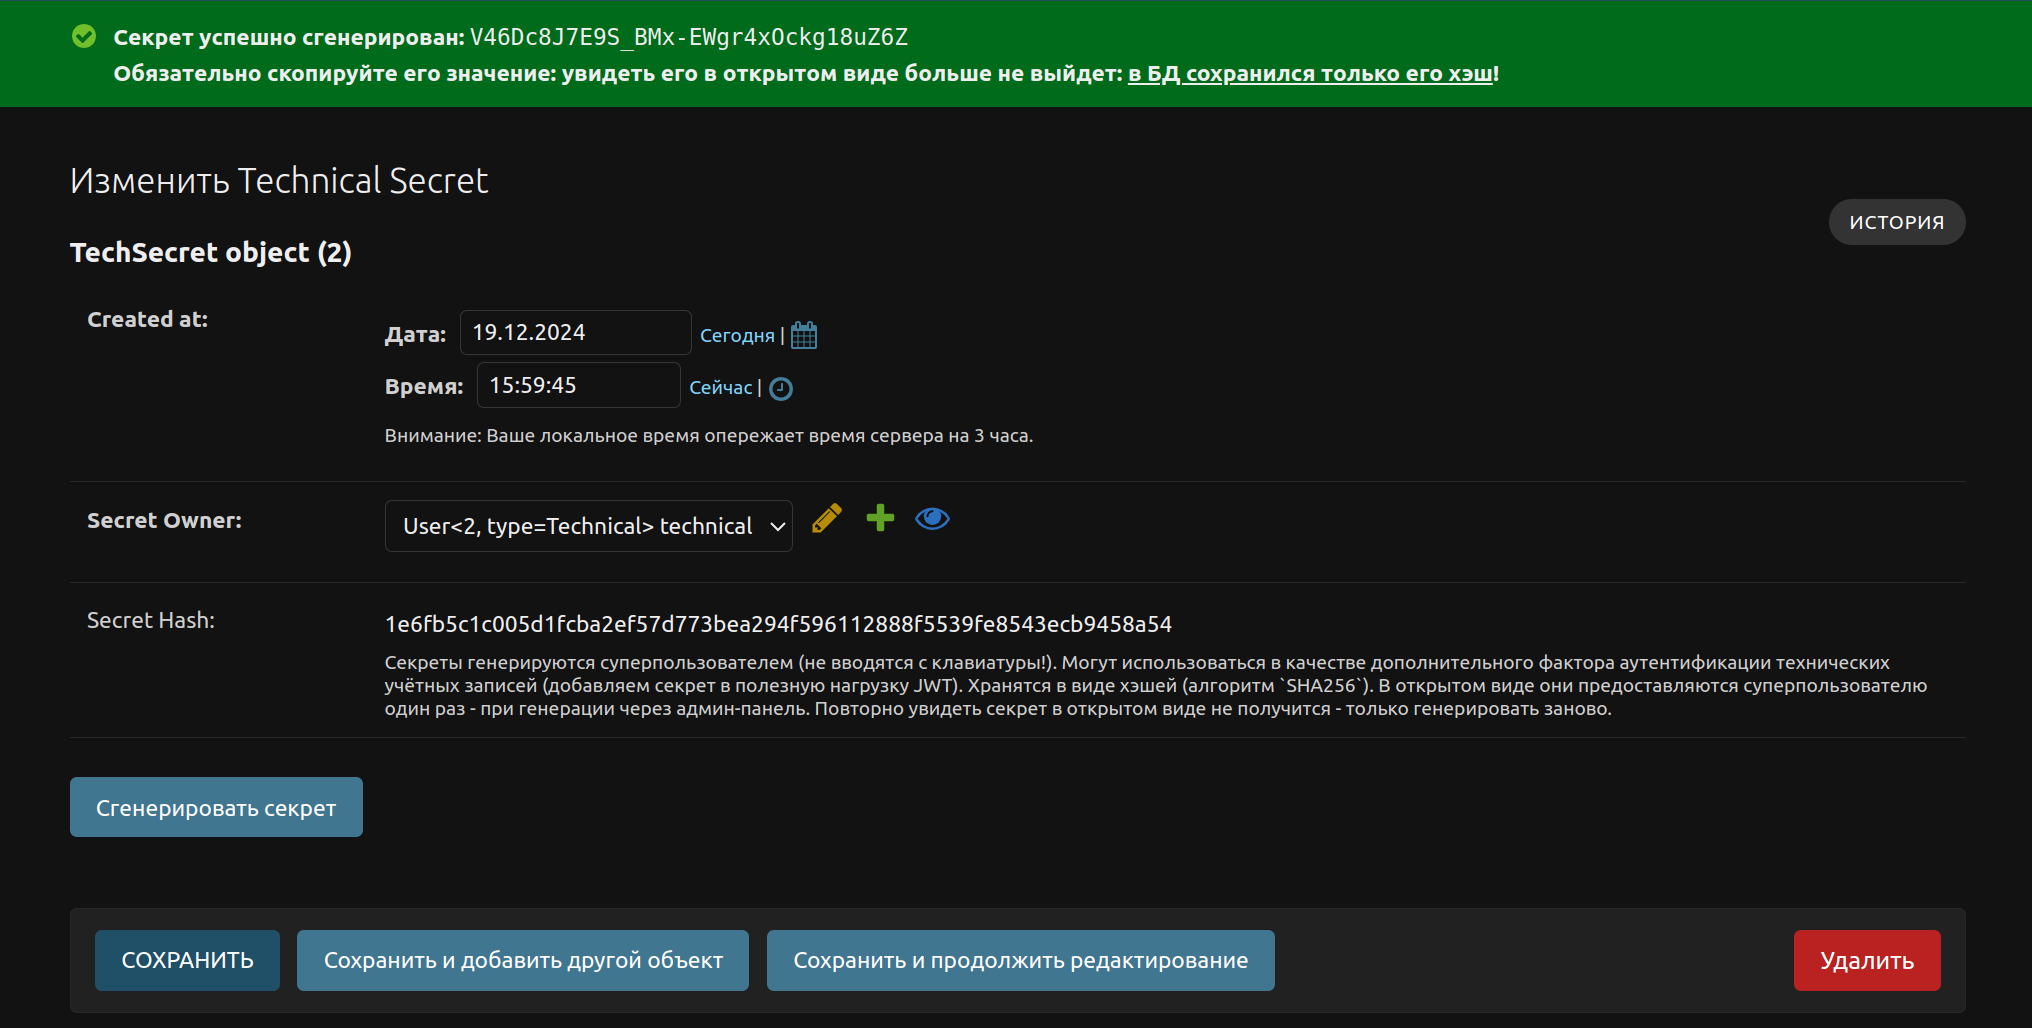 Секрет успешно сгенерирован: V46Dc8J7E9S_BMx-EWgr4xOckg18uZ6Z
Обязательно скопируйте его значение: увидеть его в открытом виде больше не выйдет: в БД сохранился только его хэш!
Изменить Technical Secret
ИСТОРИЯ
TechSecret object (2)
Created at:
Дата: 19.12.2024 Сегодня |
Время: 15:59:45 Сейчас |
Внимание: Ваше локальное время опережает время сервера на 3 часа.
Secret Owner: User<2, type=Technical> technical
Secret Hash: 1e6fb5c1c005d1fcba2ef57d773bea294f596112888f5539fe8543ecb9458a54
Секреты генерируются суперпользователем (не вводятся с клавиатуры!). Могут использоваться в качестве дополнительного фактора аутентификации технических
учётных записей (добавляем секрет в полезную нагрузку JWT). Хранятся в виде хэшей (алгоритм `SHA256`). В открытом виде они предоставляются суперпользователю
один раз - при генерации через админ-панель. Повторно увидеть секрет в открытом виде не получится - только генерировать заново.
Сгенерировать секрет
СОХРАНИТЬ Сохранить и добавить другой объект Сохранить и продолжить редактирование Удалить